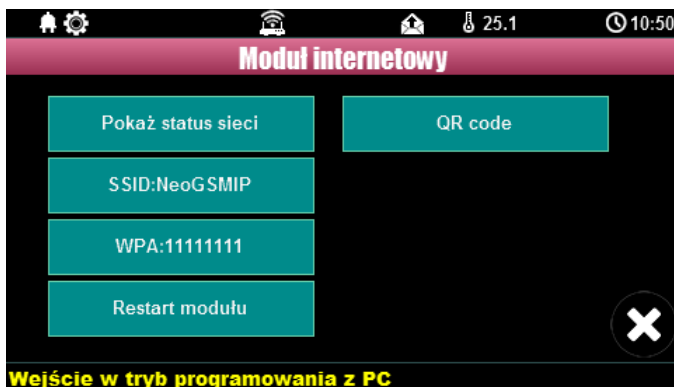 25.1 10:50
Moduł internetowy
Pokaż status sieci
QR code
SSID:NeoGSMIP
WPA:11111111
Restart modułu
Wejście w tryb programowania z PC